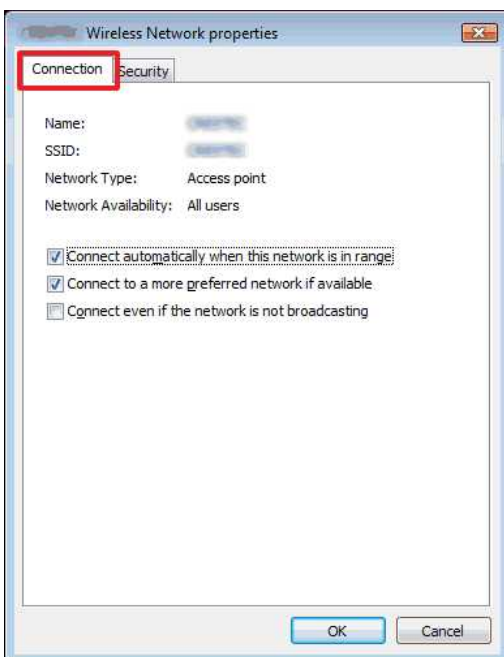 Wireless Network properties
Connection
Security
Name:
SSID:
Network Type: Access point
Network Availability: All users
Connect automatically when this network is in range
Connect to a more preferred network if available
Connect even if the network is not broadcasting
OK
Cancel